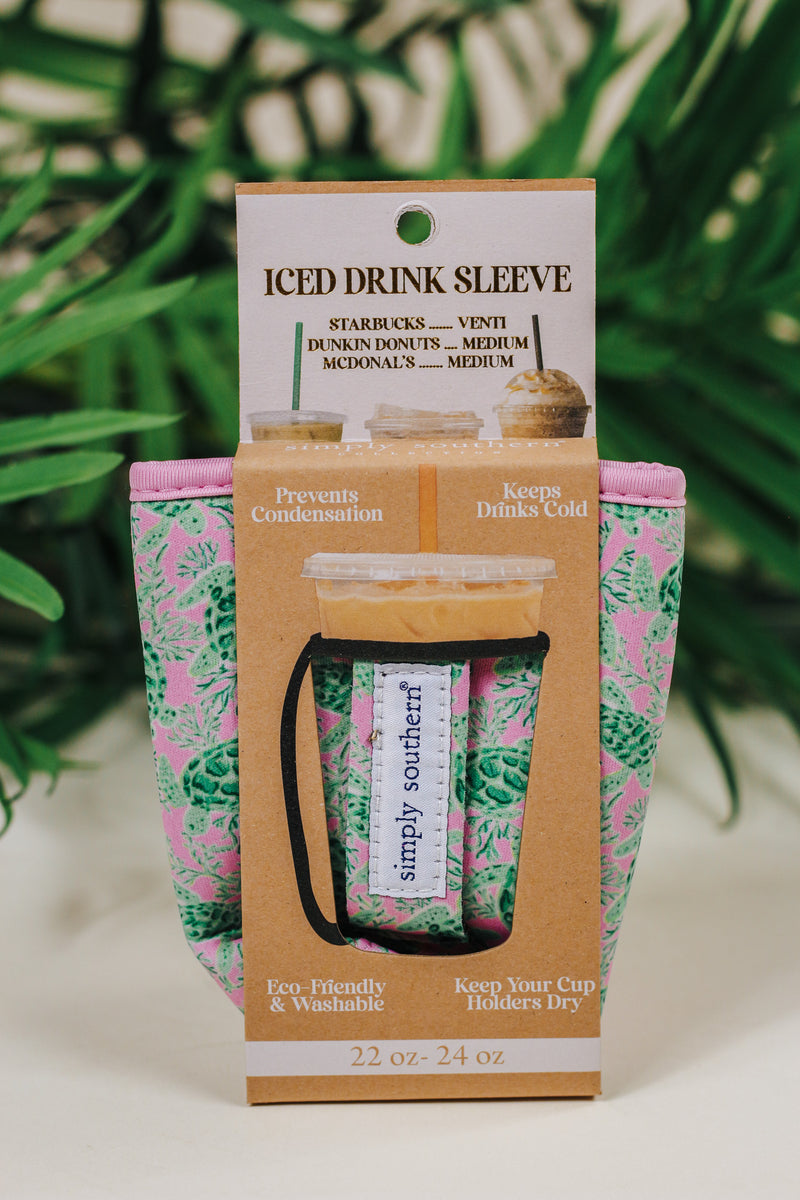 ICED DRINK SLEEVE
STARBUCKS ....... VENTI
DUNKIN DONUTS .... MEDIUM
MCDONAL'S ....... MEDIUM
simply southern
COLLECTION
Prevents
Condensation
Keeps
Drinks Cold
simply southern®
Eco-Friendly
& Washable
Keep Your Cup
Holders Dry
22 oz- 24 oz